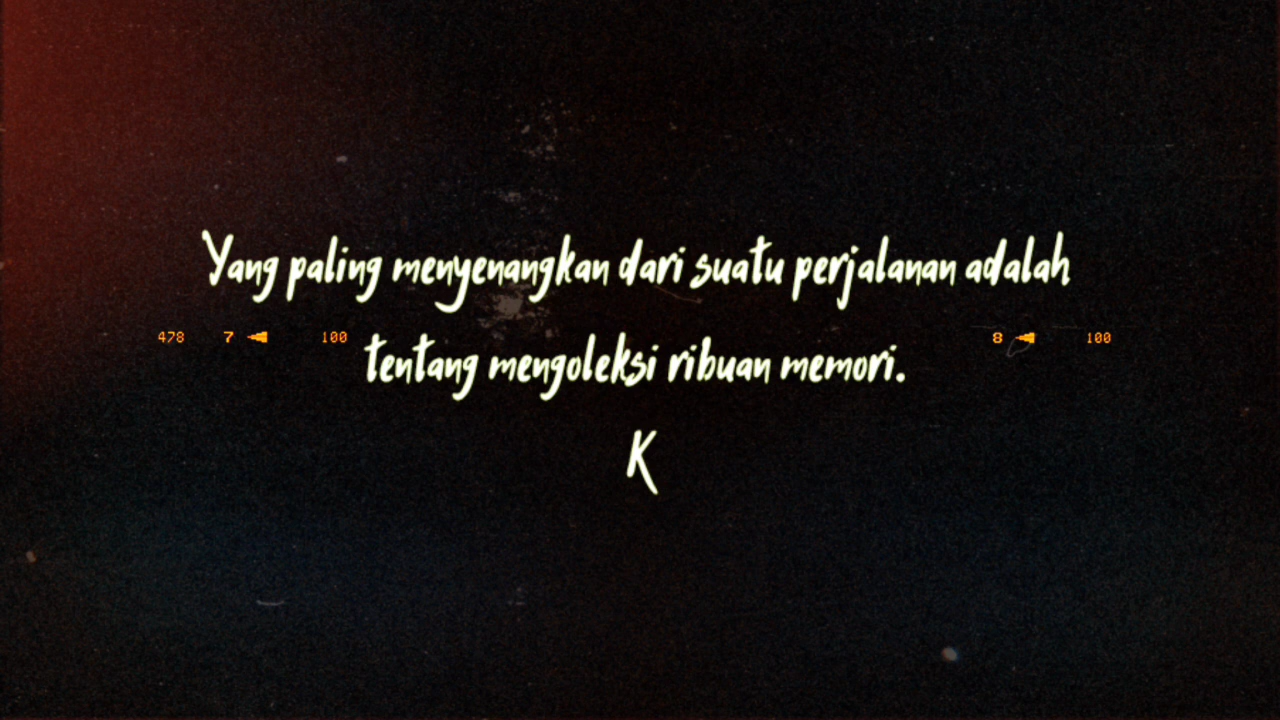 Yang paling menyenangkan dari suatu perjalanan adalah
478 7 100 8 100
tentang mengoleksi ribuan memori.
K